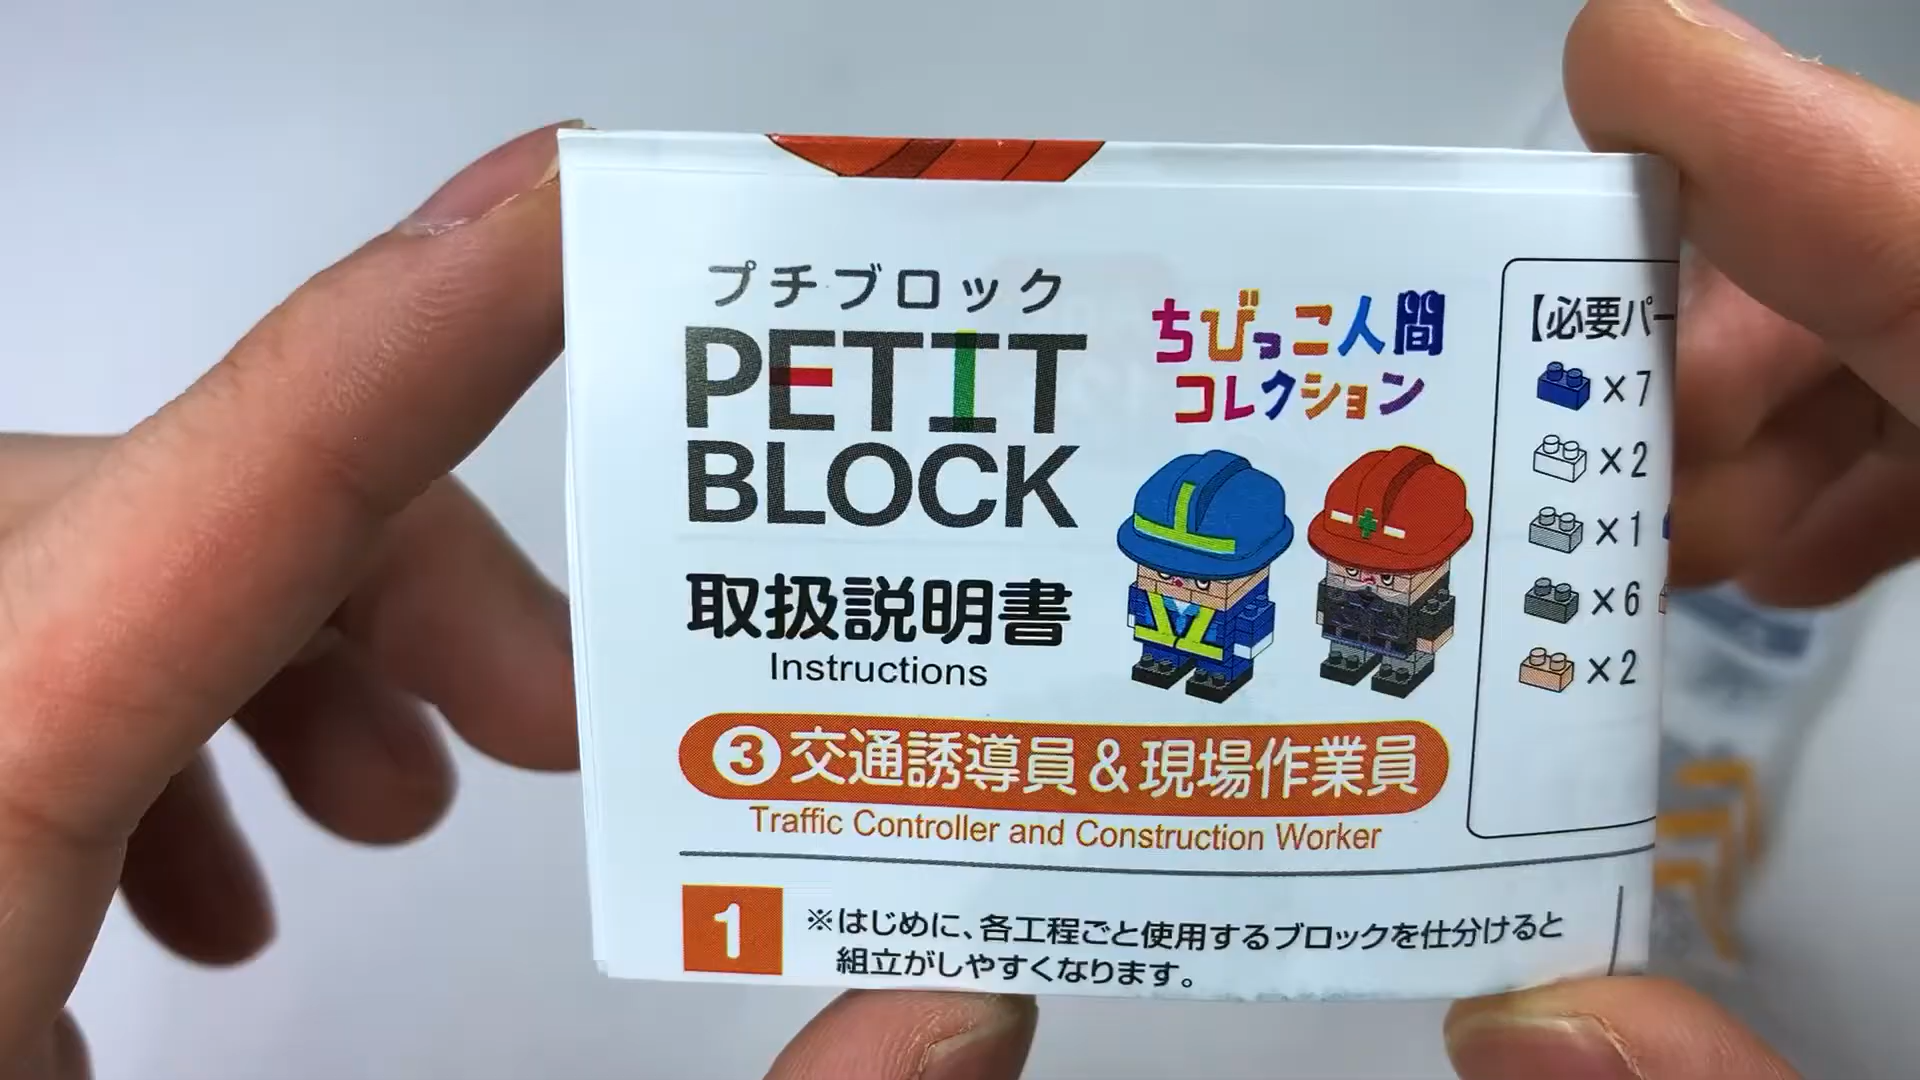 プチブロック
PETIT
BLOCK
ちびっこ人間
コレクション
取扱説明書
Instructions
③交通誘導員&現場作業員
Traffic Controller and Construction Worker
【必要パー
×7
×2
×1
×6
×2
1
※はじめに、各工程ごと使用するブロックを仕分けると
組立がしやすくなります。